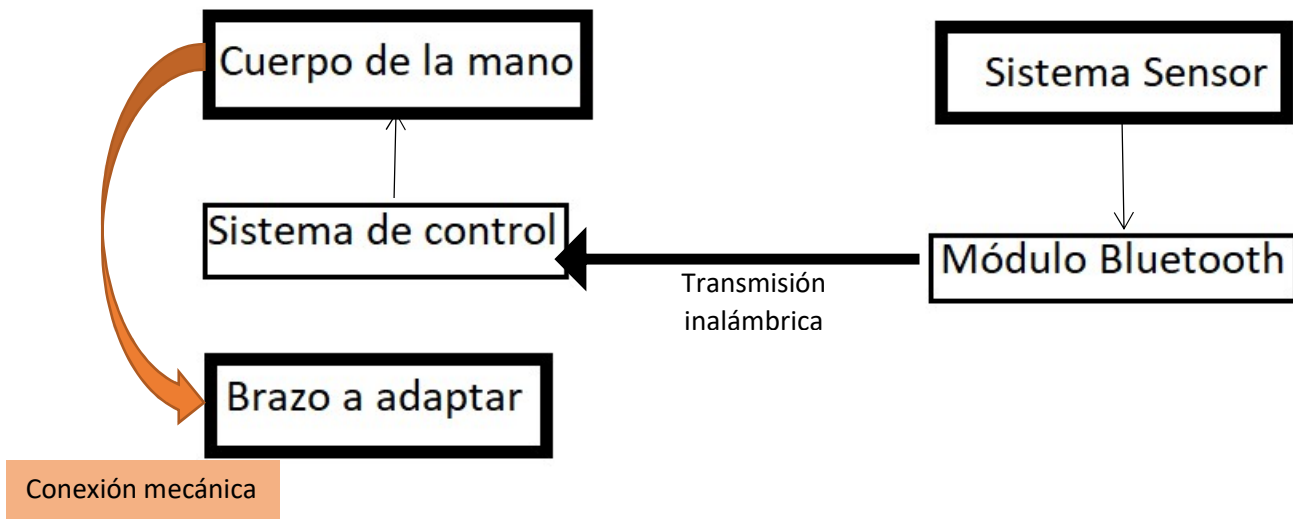 Cuerpo de la mano
Sistema Sensor
Sistema de control
Módulo Bluetooth
Transmisión
inalámbrica
Brazo a adaptar
Conexión mecánica